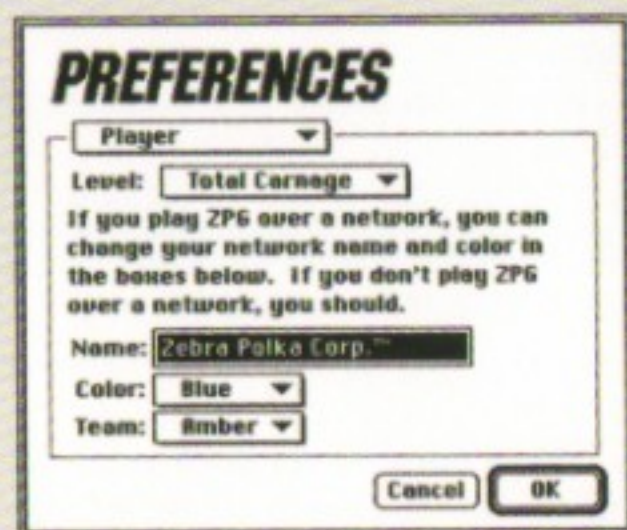 PREFERENCES
Player
Level: Total Carnage
If you play ZPG over a network, you can
change your network name and color in
the boxes below. If you don't play ZPG
over a network, you should.
Name: Zebra Polka Corp.™
Color: Blue
Team: Amber
Cancel OK